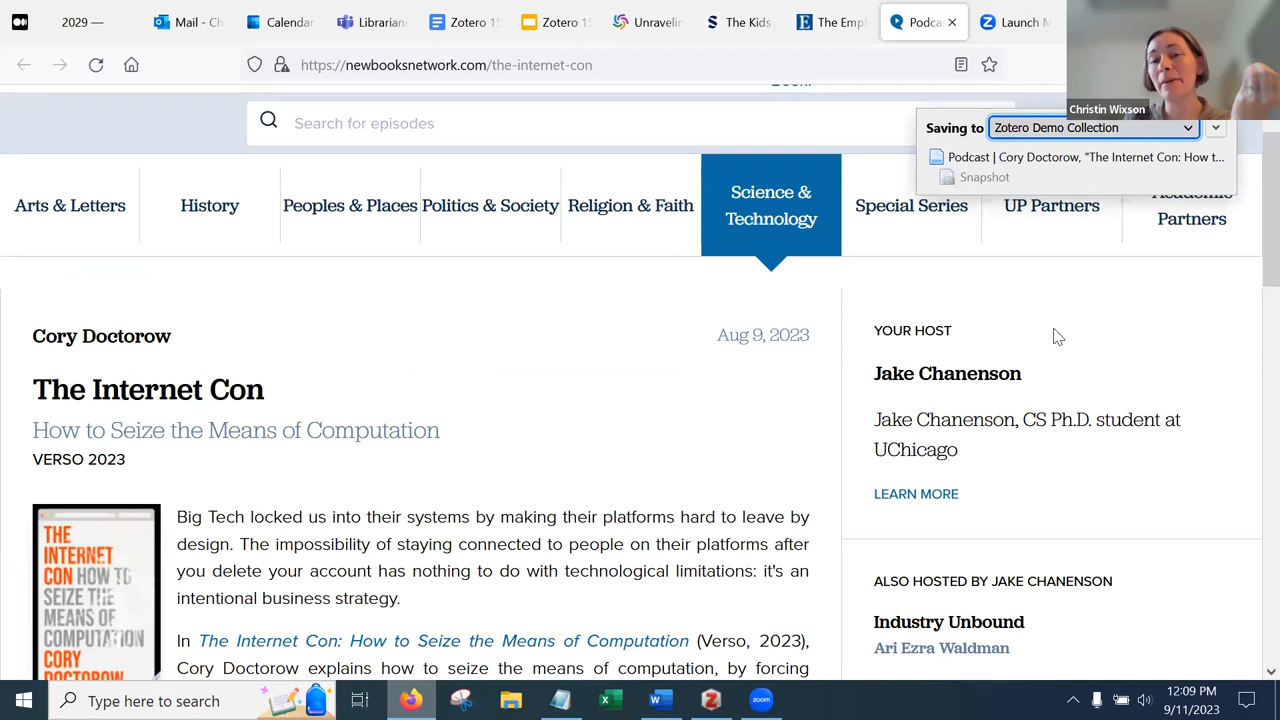 2029 —
Mail - Ch
Calendar
Librarians
Zotero 15
Zotero 15
Unraveling
The Kids
The Empl
Podca
Launch M
https://newbooksnetwork.com/the-internet-con
Christin Wixson
Search for episodes
Saving to
Zotero Demo Collection
Podcast | Cory Doctorow, "The Internet Con: How t...
Snapshot
Arts & Letters
History
Peoples & Places
Politics & Society
Religion & Faith
Science &
Technology
Special Series
UP Partners
Academic
Partners
Cory Doctorow
Aug 9, 2023
The Internet Con
How to Seize the Means of Computation
VERSO 2023
THE
INTERNET
CON HOW TO
SEIZE THE
MEANS OF
COMPUTATION
CORY
DOCTOROW
Big Tech locked us into their systems by making their platforms hard to leave by
design. The impossibility of staying connected to people on their platforms after
you delete your account has nothing to do with technological limitations: it's an
intentional business strategy.
In The Internet Con: How to Seize the Means of Computation (Verso, 2023),
Cory Doctorow explains how to seize the means of computation, by forcing
YOUR HOST
Jake Chanenson
Jake Chanenson, CS Ph.D. student at
UChicago
LEARN MORE
ALSO HOSTED BY JAKE CHANENSON
Industry Unbound
Ari Ezra Waldman
Type here to search
zoom
12:09 PM
9/11/2023